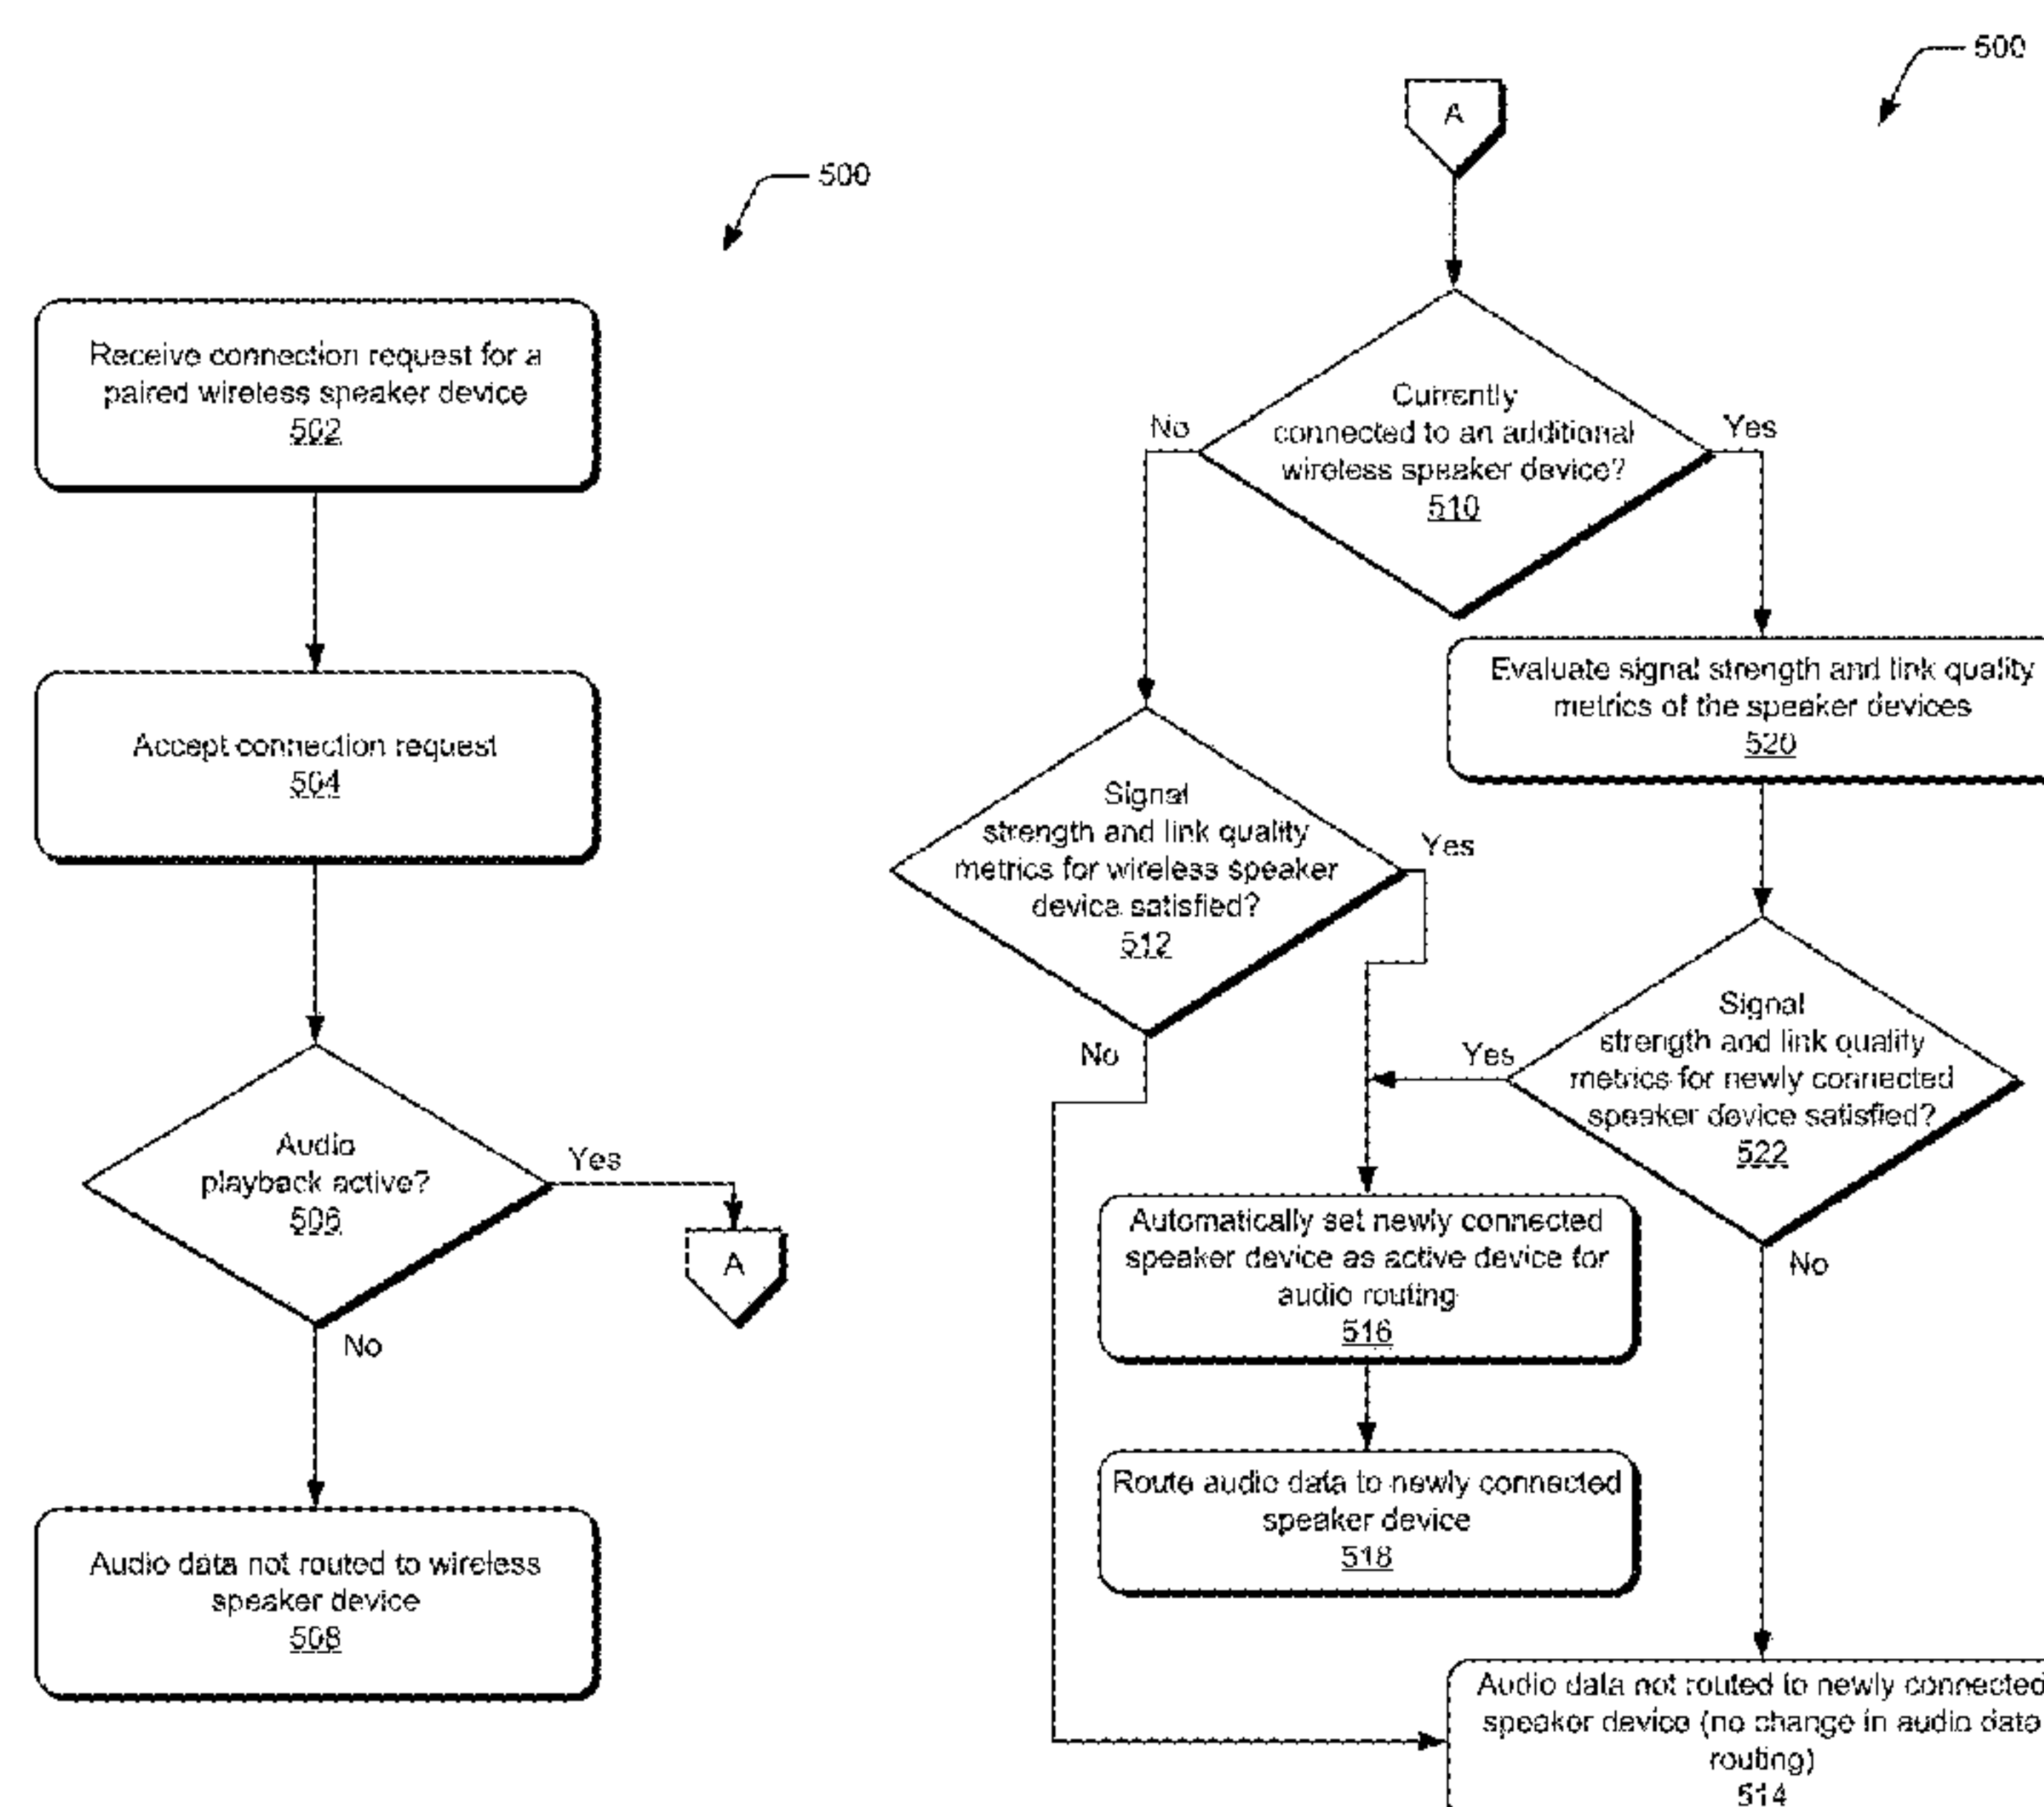 500
Receive connection request for a
paired wireless speaker device
502
Accept connection request
504
Audio
playback active?
506
Yes
No
A
Audio data not routed to wireless
speaker device
508
500
A
Currently
connected to an additional
wireless speaker device?
510
No
Yes
Evaluate signal strength and link quality
metrics of the speaker devices
520
Signal
strength and link quality
metrics for wireless speaker
device satisfied?
512
Yes
No
Signal
strength and link quality
metrics for newly connected
speaker device satisfied?
522
Yes
No
Automatically set newly connected
speaker device as active device for
audio routing
516
Route audio data to newly connected
speaker device
518
Audio data not routed to newly connected
speaker device (no change in audio data
routing)
514